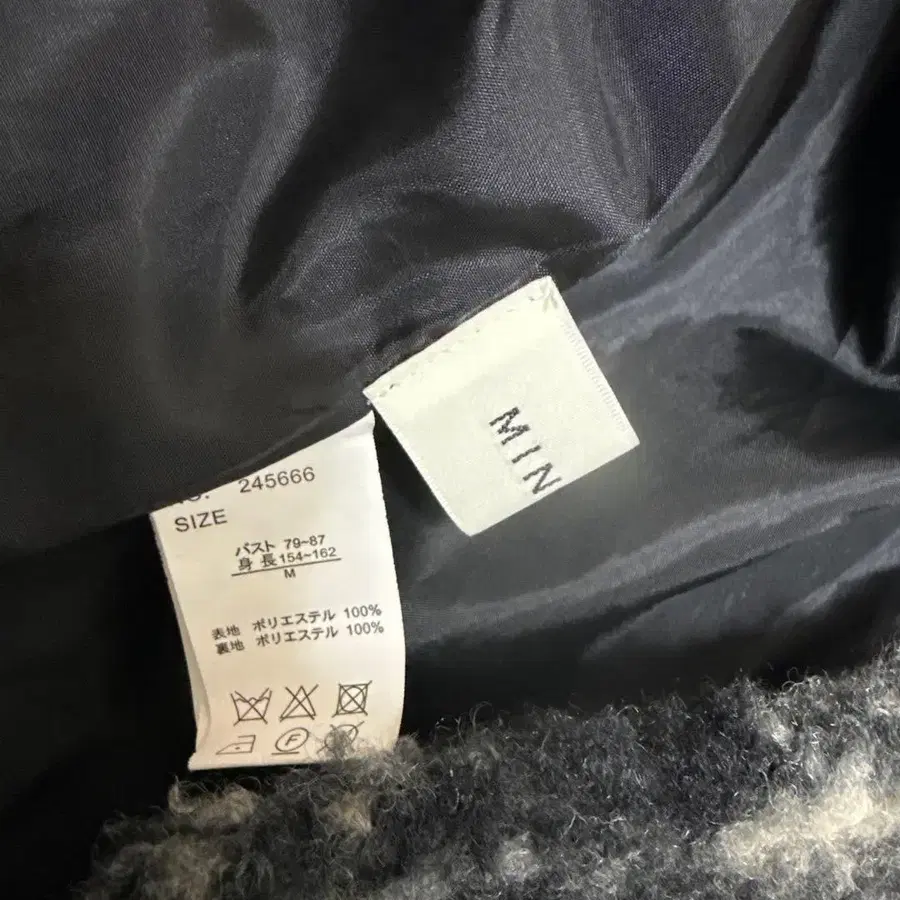 MIN
NO. 245666
SIZE
バスト 79~87
身 長 154~162
M
表地 ポリエステル 100%
裏地 ポリエステル 100%
F